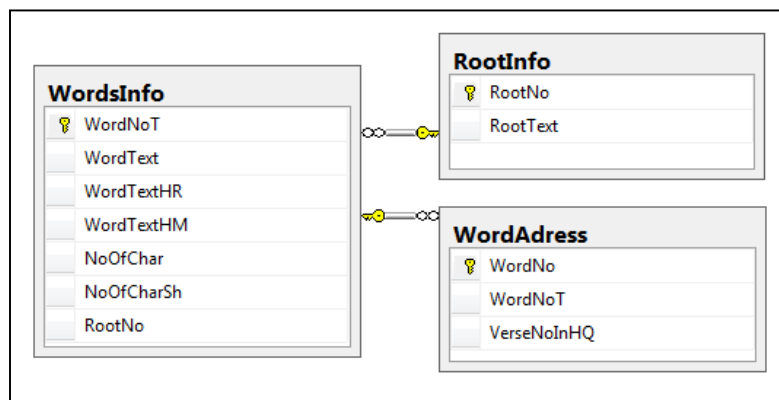 WordsInfo
WordNoT
WordText
WordTextHR
WordTextHM
NoOfChar
NoOfCharSh
RootNo
RootInfo
RootNo
RootText
WordAdress
WordNo
WordNoT
VerseNoInHQ